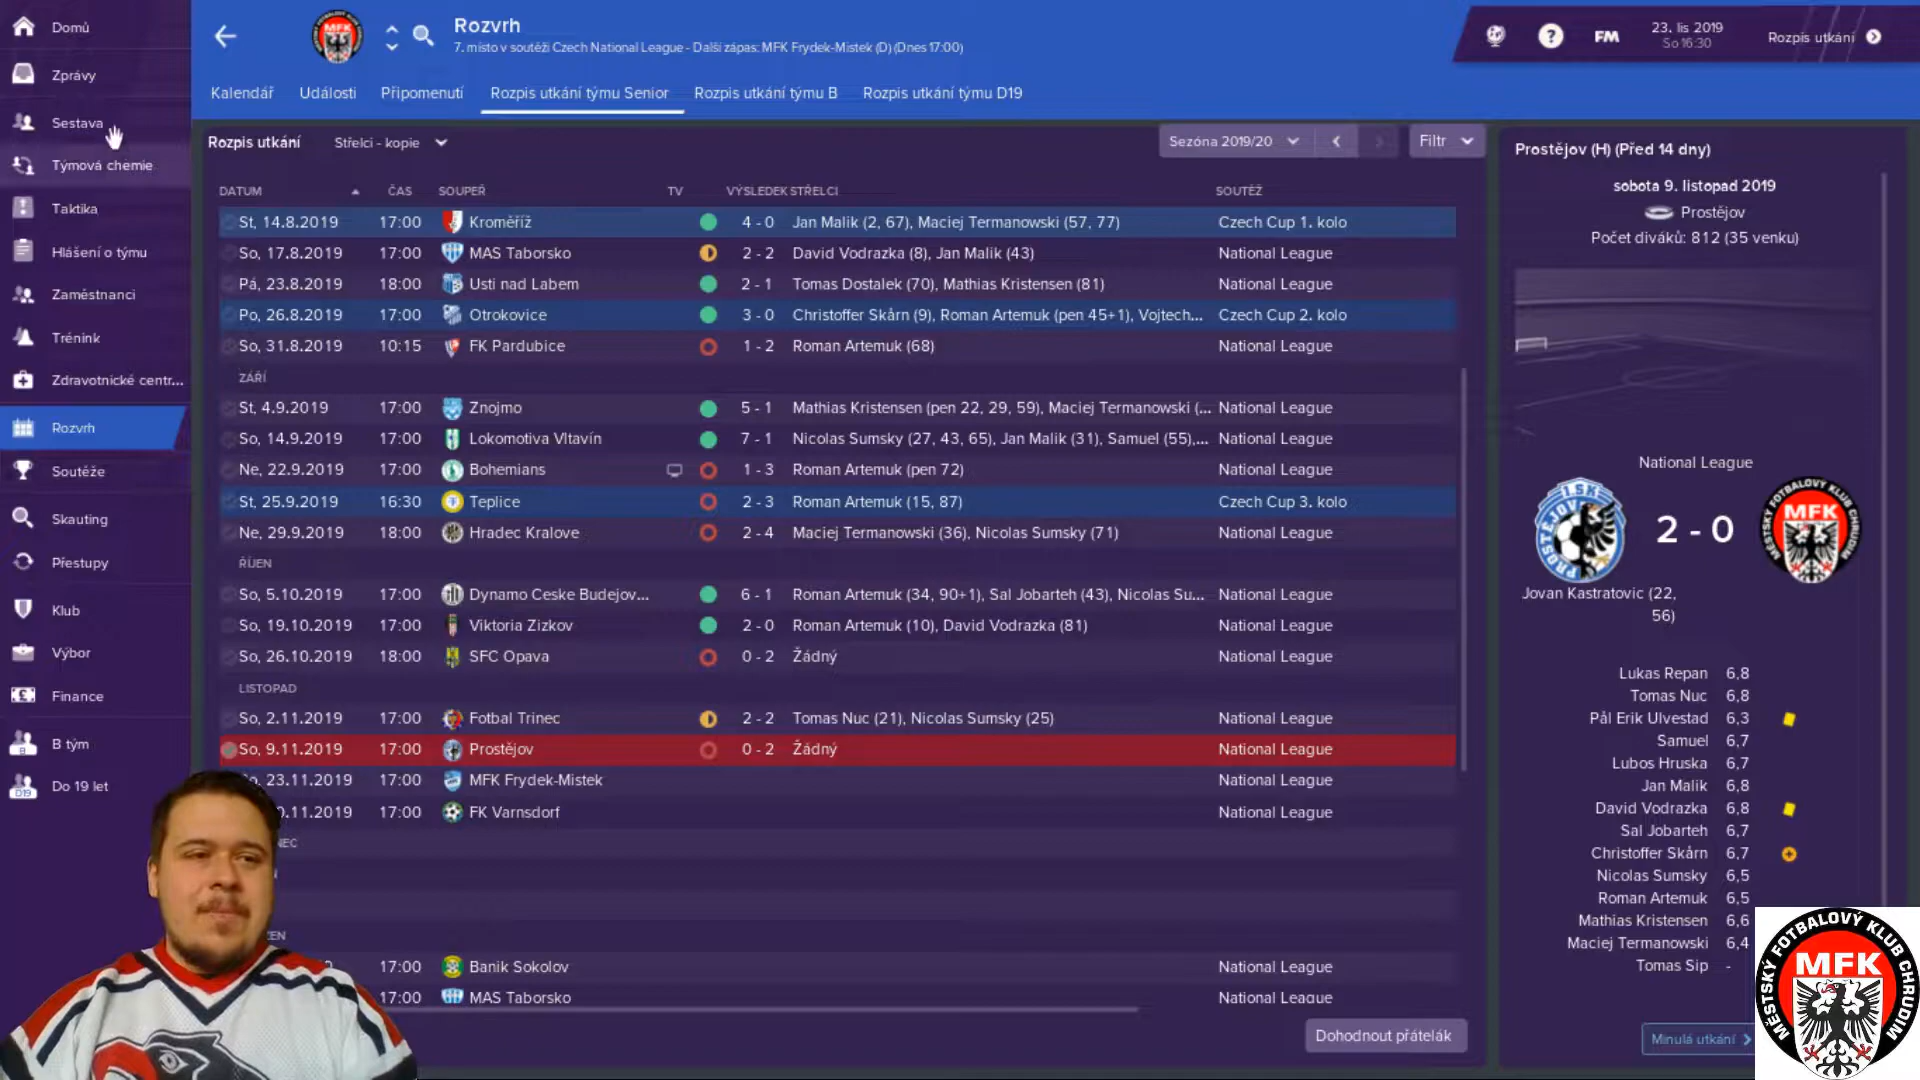 Domů
Zprávy
Sestava
Týmová chemie
Taktika
Hlášení o týmu
Zaměstnanci
Trénink
Zdravotnické centr...
Rozvrh
Soutěže
Skauting
Přestupy
Klub
Výbor
Finance
B tým
Do 19 let
Rozvrh
7. místo v soutěži Czech National League - Další zápas: MFK Frydek-Mistek (D) (Dnes 17:00)
FM
23. lis 2019
So 16:30
Rozpis utkání
Kalendář Události Připomenutí Rozpis utkání týmu Senior Rozpis utkání týmu B Rozpis utkání týmu D19
Rozpis utkání Střelci - kopie Sezóna 2019/20 Filtr
DATUM ČAS SOUPEŘ TV VÝSLEDEK STŘELCI SOUTĚŽ
St, 14.8.2019 17:00 Kroměříž 4 - 0 Jan Malik (2, 67), Maciej Termanowski (57, 77) Czech Cup 1. kolo
So, 17.8.2019 17:00 MAS Taborsko 2 - 2 David Vodrazka (8), Jan Malik (43) National League
Pá, 23.8.2019 18:00 Usti nad Labem 2 - 1 Tomas Dostalek (70), Mathias Kristensen (81) National League
Po, 26.8.2019 17:00 Otrokovice 3 - 0 Christoffer Skårn (9), Roman Artemuk (pen 45+1), Vojtech... Czech Cup 2. kolo
So, 31.8.2019 10:15 FK Pardubice 1 - 2 Roman Artemuk (68) National League
ZÁŘÍ
St, 4.9.2019 17:00 Znojmo 5 - 1 Mathias Kristensen (pen 22, 29, 59), Maciej Termanowski (... National League
So, 14.9.2019 17:00 Lokomotiva Vltavín 7 - 1 Nicolas Sumsky (27, 43, 65), Jan Malik (31), Samuel (55),... National League
Ne, 22.9.2019 17:00 Bohemians 1 - 3 Roman Artemuk (pen 72) National League
St, 25.9.2019 16:30 Teplice 2 - 3 Roman Artemuk (15, 87) Czech Cup 3. kolo
Ne, 29.9.2019 18:00 Hradec Kralove 2 - 4 Maciej Termanowski (36), Nicolas Sumsky (71) National League
ŘÍJEN
So, 5.10.2019 17:00 Dynamo Ceske Budejov... 6 - 1 Roman Artemuk (34, 90+1), Sal Jobarteh (43), Nicolas Su... National League
So, 19.10.2019 17:00 Viktoria Zizkov 2 - 0 Roman Artemuk (10), David Vodrazka (81) National League
So, 26.10.2019 18:00 SFC Opava 0 - 2 Žádný National League
LISTOPAD
So, 2.11.2019 17:00 Fotbal Trinec 2 - 2 Tomas Nuc (21), Nicolas Sumsky (25) National League
So, 9.11.2019 17:00 Prostějov 0 - 2 Žádný National League
23.11.2019 17:00 MFK Frydek-Mistek National League
0.11.2019 17:00 FK Varnsdorf National League
NEC
ZEN
17:00 Banik Sokolov National League
17:00 MAS Taborsko National League
Dohodnout přátelák
Prostějov (H) (Před 14 dny)
sobota 9. listopad 2019
Prostějov
Počet diváků: 812 (35 venku)
National League
1.SK PROSTĚJOV
2 - 0
MĚSTSKÝ FOTBALOVÝ KLUB CHRUDIM
MFK
Jovan Kastratovic (22,
56)
Lukas Repan 6,8
Tomas Nuc 6,8
Pål Erik Ulvestad 6,3
Samuel 6,7
Lubos Hruska 6,7
Jan Malik 6,8
David Vodrazka 6,8
Sal Jobarteh 6,7
Christoffer Skårn 6,7
Nicolas Sumsky 6,5
Roman Artemuk 6,5
Mathias Kristensen 6,6
Maciej Termanowski 6,4
Tomas Sip -
Minulá utkání
MĚSTSKÝ FOTBALOVÝ KLUB CHRUDIM
MFK